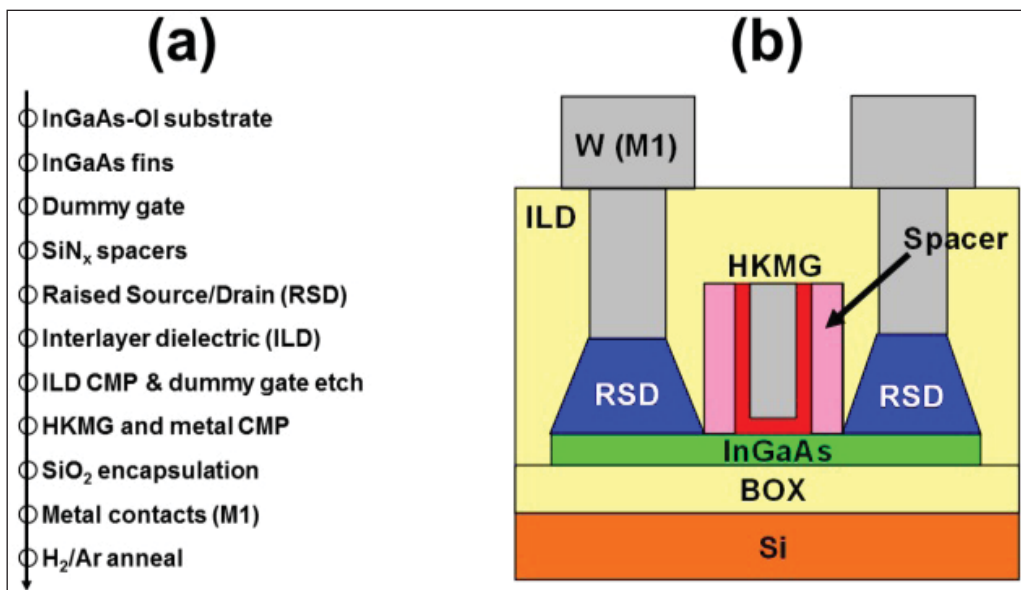 (a)
InGaAs-OI substrate
InGaAs fins
Dummy gate
SiNx spacers
Raised Source/Drain (RSD)
Interlayer dielectric (ILD)
ILD CMP & dummy gate etch
HKMG and metal CMP
SiO2 encapsulation
Metal contacts (M1)
H2/Ar anneal
(b)
W (M1)
ILD
Spacer
HKMG
RSD
RSD
InGaAs
BOX
Si